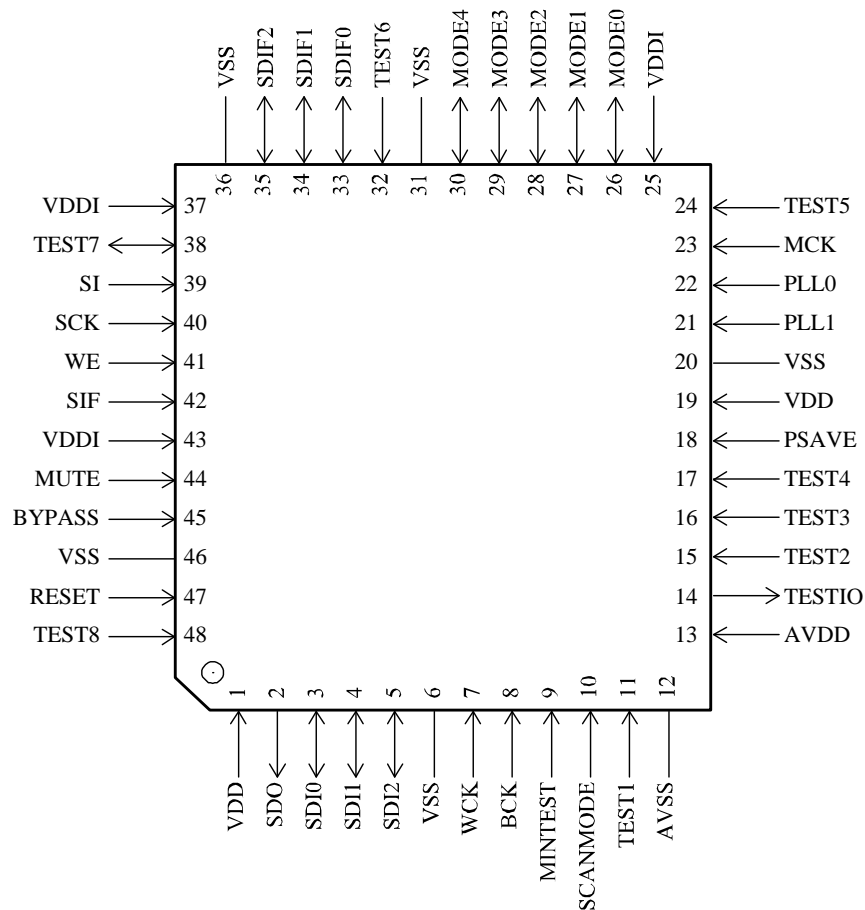 VSS
SDIF2
SDIF1
SDIF0
TEST6
VSS
MODE4
MODE3
MODE2
MODE1
MODE0
VDDI
36
35
34
33
32
31
30
29
28
27
26
25
VDDI 37
TEST7 38
SI 39
SCK 40
WE 41
SIF 42
VDDI 43
MUTE 44
BYPASS 45
VSS 46
RESET 47
TEST8 48
24 TEST5
23 MCK
22 PLL0
21 PLL1
20 VSS
19 VDD
18 PSAVE
17 TEST4
16 TEST3
15 TEST2
14 TESTIO
13 AVDD
1
2
3
4
5
6
7
8
9
10
11
12
VDD
SDO
SDI0
SDI1
SDI2
VSS
WCK
BCK
MINTEST
SCANMODE
TEST1
AVSS